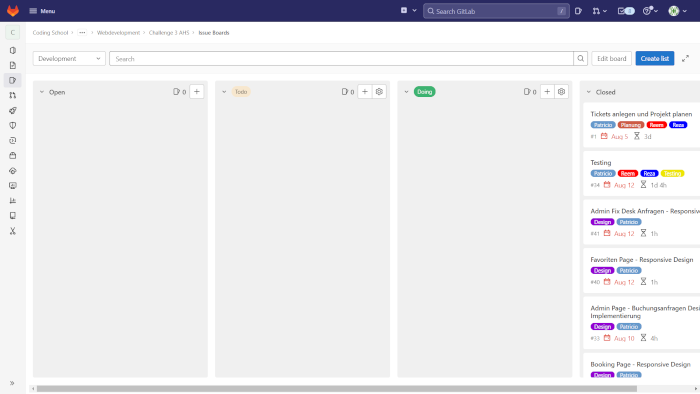 Menu
Search GitLab /
C Coding School > ··· > Webdevelopment > Challenge 3 AHS > Issue Boards
Development
Search
Edit board
Create list
Open 0
Todo 0
Doing 0
Closed
Tickets anlegen und Projekt planen
Patricio Planung Reem Reza
#1 Aug 5 3d
Testing
Patricio Reem Reza Testing
#34 Aug 12 1d 4h
Admin Fix Desk Anfragen - Responsive
Design Patricio
#41 Aug 12 1h
Favoriten Page - Responsive Design
Design Patricio
#40 Aug 12 1h
Admin Page - Buchungsanfragen Desi
Implementierung
Design Patricio
#33 Aug 10 4h
Booking Page - Responsive Design
Design Patricio